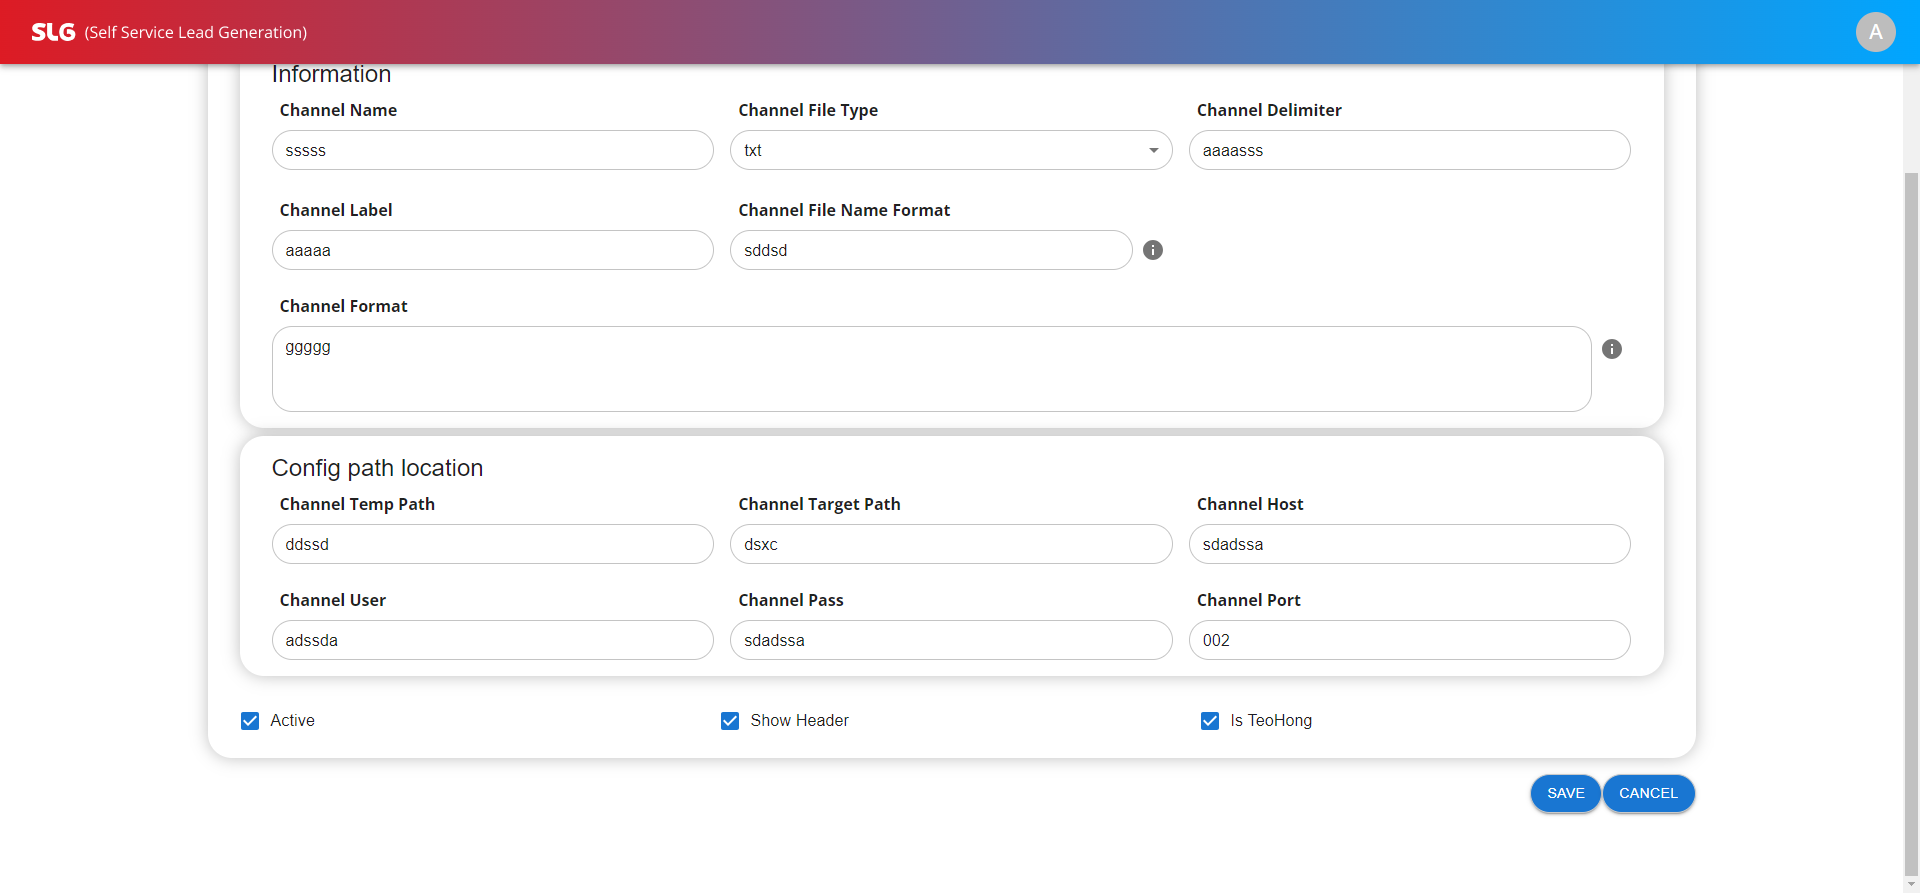 SLG (Self Service Lead Generation)
A
Information
Channel Name
Channel File Type
Channel Delimiter
sssss
txt
aaaasss
Channel Label
Channel File Name Format
aaaaa
sddsd
Channel Format
ggggg
Config path location
Channel Temp Path
Channel Target Path
Channel Host
ddssd
dsxc
sdadssa
Channel User
Channel Pass
Channel Port
adssda
sdadssa
002
Active
Show Header
Is TeoHong
SAVE
CANCEL